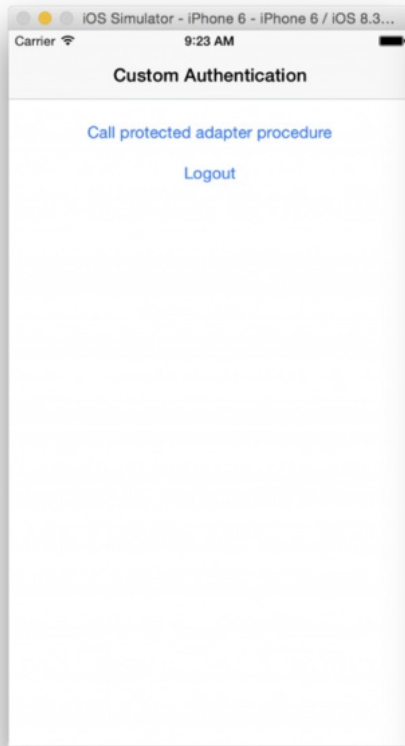 iOS Simulator - iPhone 6 - iPhone 6 / iOS 8.3...
Carrier 9:23 AM
Custom Authentication
Call protected adapter procedure
Logout